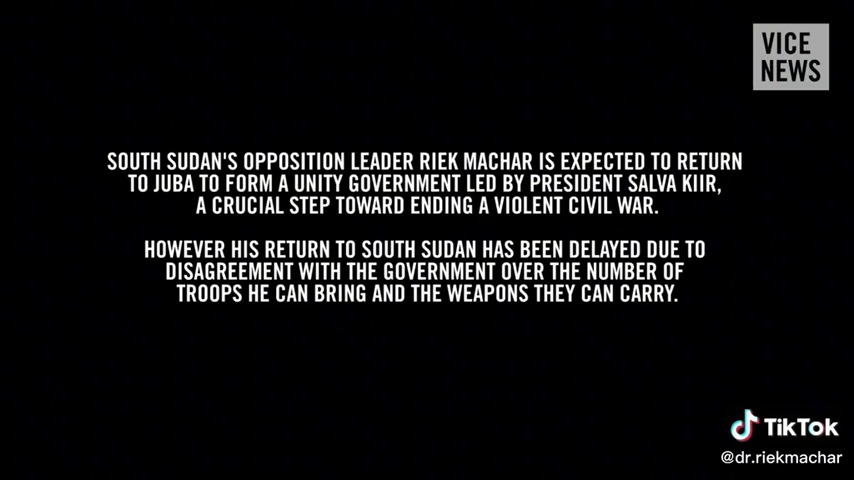 VICE
NEWS
SOUTH SUDAN'S OPPOSITION LEADER RIEK MACHAR IS EXPECTED TO RETURN
TO JUBA TO FORM A UNITY GOVERNMENT LED BY PRESIDENT SALVA KIIR,
A CRUCIAL STEP TOWARD ENDING A VIOLENT CIVIL WAR.
HOWEVER HIS RETURN TO SOUTH SUDAN HAS BEEN DELAYED DUE TO
DISAGREEMENT WITH THE GOVERNMENT OVER THE NUMBER OF
TROOPS HE CAN BRING AND THE WEAPONS THEY CAN CARRY.
TikTok
@dr.riekmachar